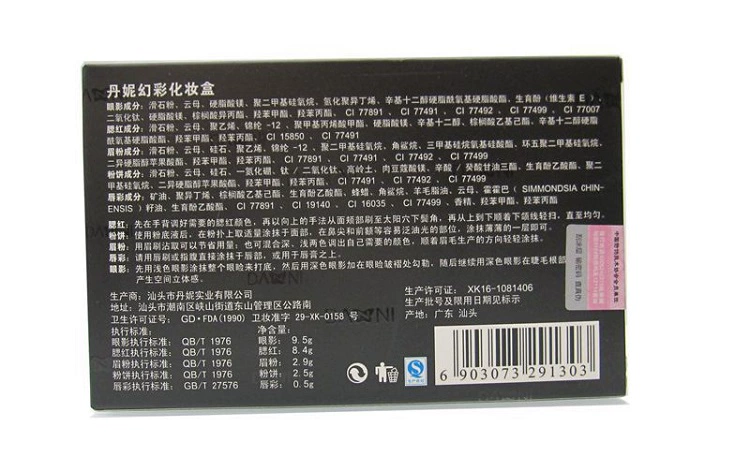 丹妮幻彩化妆盒
眼影成分：滑石粉、云母、硬脂酸镁、聚二甲基硅氧烷、氢化聚异丁烯、辛基十二醇硬脂酰氧基硬脂酸酯、生育酚（维生素 E）、
二氧化钛、硬脂酸、棕榈酸异丙酯、羟苯甲酯、羟苯丙酯、CI 77891 、CI 77491 、CI 77492 、CI 77499 、CI 77007
腮红成分：滑石粉、云母、聚乙烯、锦纶 -12 、聚甲基丙烯酸甲酯、硬脂酸镁、辛基十二醇、棕榈酸乙基己酯、辛基十二醇硬脂
酰氧基硬脂酸酯、羟苯甲酯、羟苯丙酯、CI 15850 、CI 77491
眉粉成分：滑石粉、云母、硅石、聚乙烯、锦纶 -12 、聚二甲基硅氧烷、角鲨烷、三甲基硅氧基硅酸酯、环五聚二甲基硅氧烷、
二异硬脂醇苹果酸酯、羟苯甲酯、羟苯丙酯、CI 77891 、CI 77491 、CI 77492 、CI 77499
粉饼成分：滑石粉、云母、硅石、一氮化硼、钛 / 二氧化钛、高岭土、肉豆蔻酸镁、辛酸 / 癸酸甘油三酯、生育酚乙酸酯、聚二
甲基硅氧烷、二异硬脂醇苹果酸酯、羟苯甲酯、羟苯丙酯、CI 77491 、CI 77492 、CI 77499
唇彩成分：矿油、聚异丁烯、棕榈酸乙基己酯、生育酚乙酸酯、蜂蜡、角鲨烷、羊毛脂油、云母、霍霍巴（ SIMMONDSIA CHIN-
ENSIS ）籽油、生育酚乙酸酯、CI 77891 、CI 19140 、CI 16035 、CI 77499 、香精、羟苯甲酯、羟苯丙酯
腮红：先在手背调好需要的腮红颜色，再以向上的手法从面颊部刷至太阳穴下鬓角，再从上到下顺着下颌线轻扫，直至均匀。
粉饼：使用粉底液后，在粉扑上取适量涂抹于面部，在鼻尖和前额等容易泛油光的部位，涂抹薄薄的一层即可。
眉粉：用眉刷沾取可以节省用量；也可混合深、浅两色调出自己需要的颜色，顺着眉毛生产的方向轻轻涂抹。
唇彩：请用唇刷或指腹直接涂抹于唇部，或用于唇膏之上。
眼影：先用浅色眼影涂抹整个眼睑来打底，然后用深色眼影加在眼睑皱褶处勾勒，随后继续用深色眼影在睫毛根部
产生空间立体感。
生产商：汕头市丹妮实业有限公司
地址：汕头市潮南区峡山街道东山管理区公路南
卫生许可证号：GD·FDA(1990) 卫妆准字 29-XK-0158 号
生产许可证：XK16-1081406
生产批号及限用日期见标示
产地：广东 汕头
执行标准：
眼影执行标准：QB/T 1976
腮红执行标准：QB/T 1976
眉粉执行标准：QB/T 1976
粉饼执行标准：QB/T 1976
唇彩执行标准：GB/T 27576
净含量：
眼影：9.5g
腮红：8.4g
眉粉：2.9g
粉饼：2.5g
唇彩：0.5g
6 903073 291303